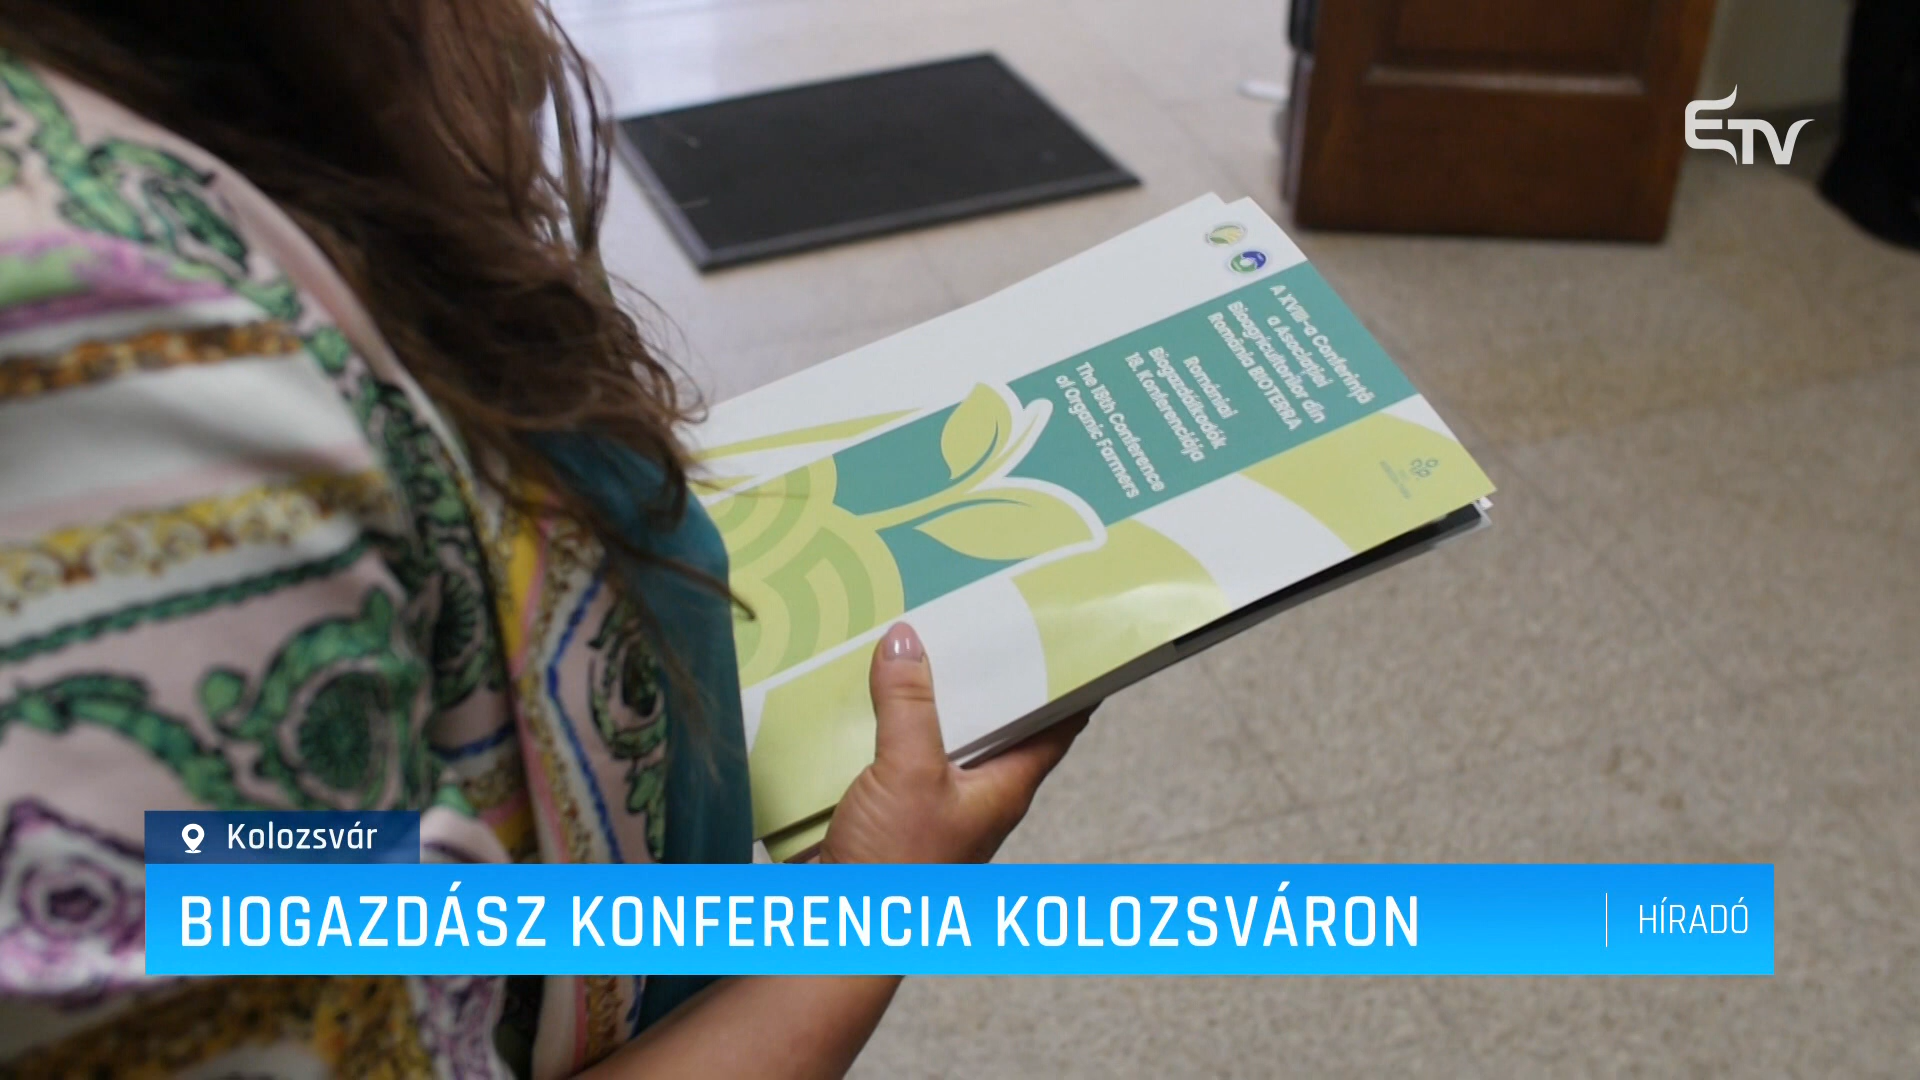 ETV
A XVIII-a Conferință
a Asociației
Bioagricultorilor din
România BIOTERRA
Romániai
Biogazdálkodók
18. Konferenciája
The 18th Conference
of Organic Farmers
Kolozsvár
BIOGAZDÁSZ KONFERENCIA KOLOZSVÁRON
HÍRADÓ